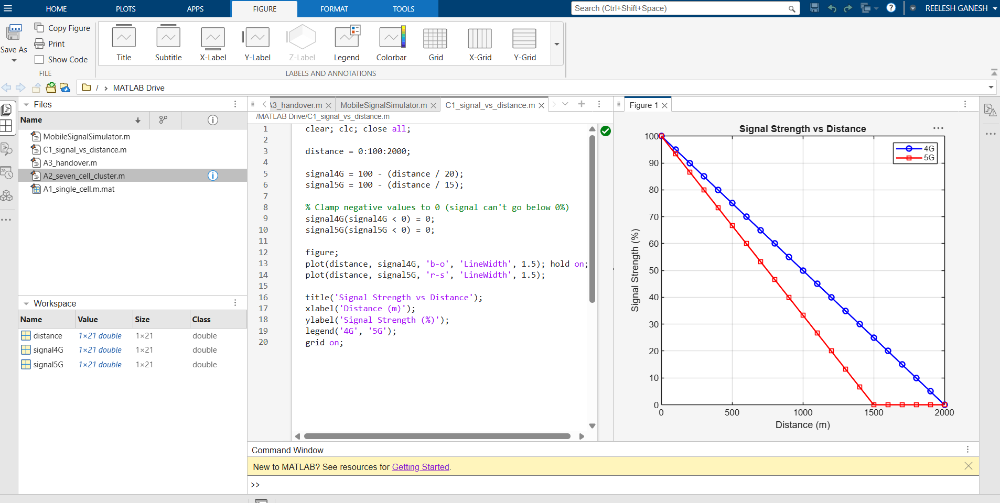 HOME PLOTS APPS FIGURE FORMAT TOOLS Search (Ctrl+Shift+Space) ? REELESH GANESH
Save As
Copy Figure
Print
Show Code
FILE
Title Subtitle X-Label Y-Label Z-Label Legend Colorbar Grid X-Grid Y-Grid
LABELS AND ANNOTATIONS
/ › MATLAB Drive
Files
Name
MobileSignalSimulator.m
C1_signal_vs_distance.m
A3_handover.m
A2_seven_cell_cluster.m
A1_single_cell.m.mat
Workspace
Name Value Size Class
distance 1×21 double 1×21 double
signal4G 1×21 double 1×21 double
signal5G 1×21 double 1×21 double
A3_handover.m MobileSignalSimulator.m C1_signal_vs_distance.m
/MATLAB Drive/C1_signal_vs_distance.m
1 clear; clc; close all;
2
3 distance = 0:100:2000;
4
5 signal4G = 100 - (distance / 20);
6 signal5G = 100 - (distance / 15);
7
8 % Clamp negative values to 0 (signal can't go below 0%)
9 signal4G(signal4G < 0) = 0;
10 signal5G(signal5G < 0) = 0;
11
12 figure;
13 plot(distance, signal4G, 'b-o', 'LineWidth', 1.5); hold on;
14 plot(distance, signal5G, 'r-s', 'LineWidth', 1.5);
15
16 title('Signal Strength vs Distance');
17 xlabel('Distance (m)');
18 ylabel('Signal Strength (%)');
19 legend('4G', '5G');
20 grid on;
Figure 1
Signal Strength vs Distance
4G
5G
100
90
80
70
60
50
40
30
20
10
0
Signal Strength (%)
0 500 1000 1500 2000
Distance (m)
Command Window
New to MATLAB? See resources for Getting Started.
>>